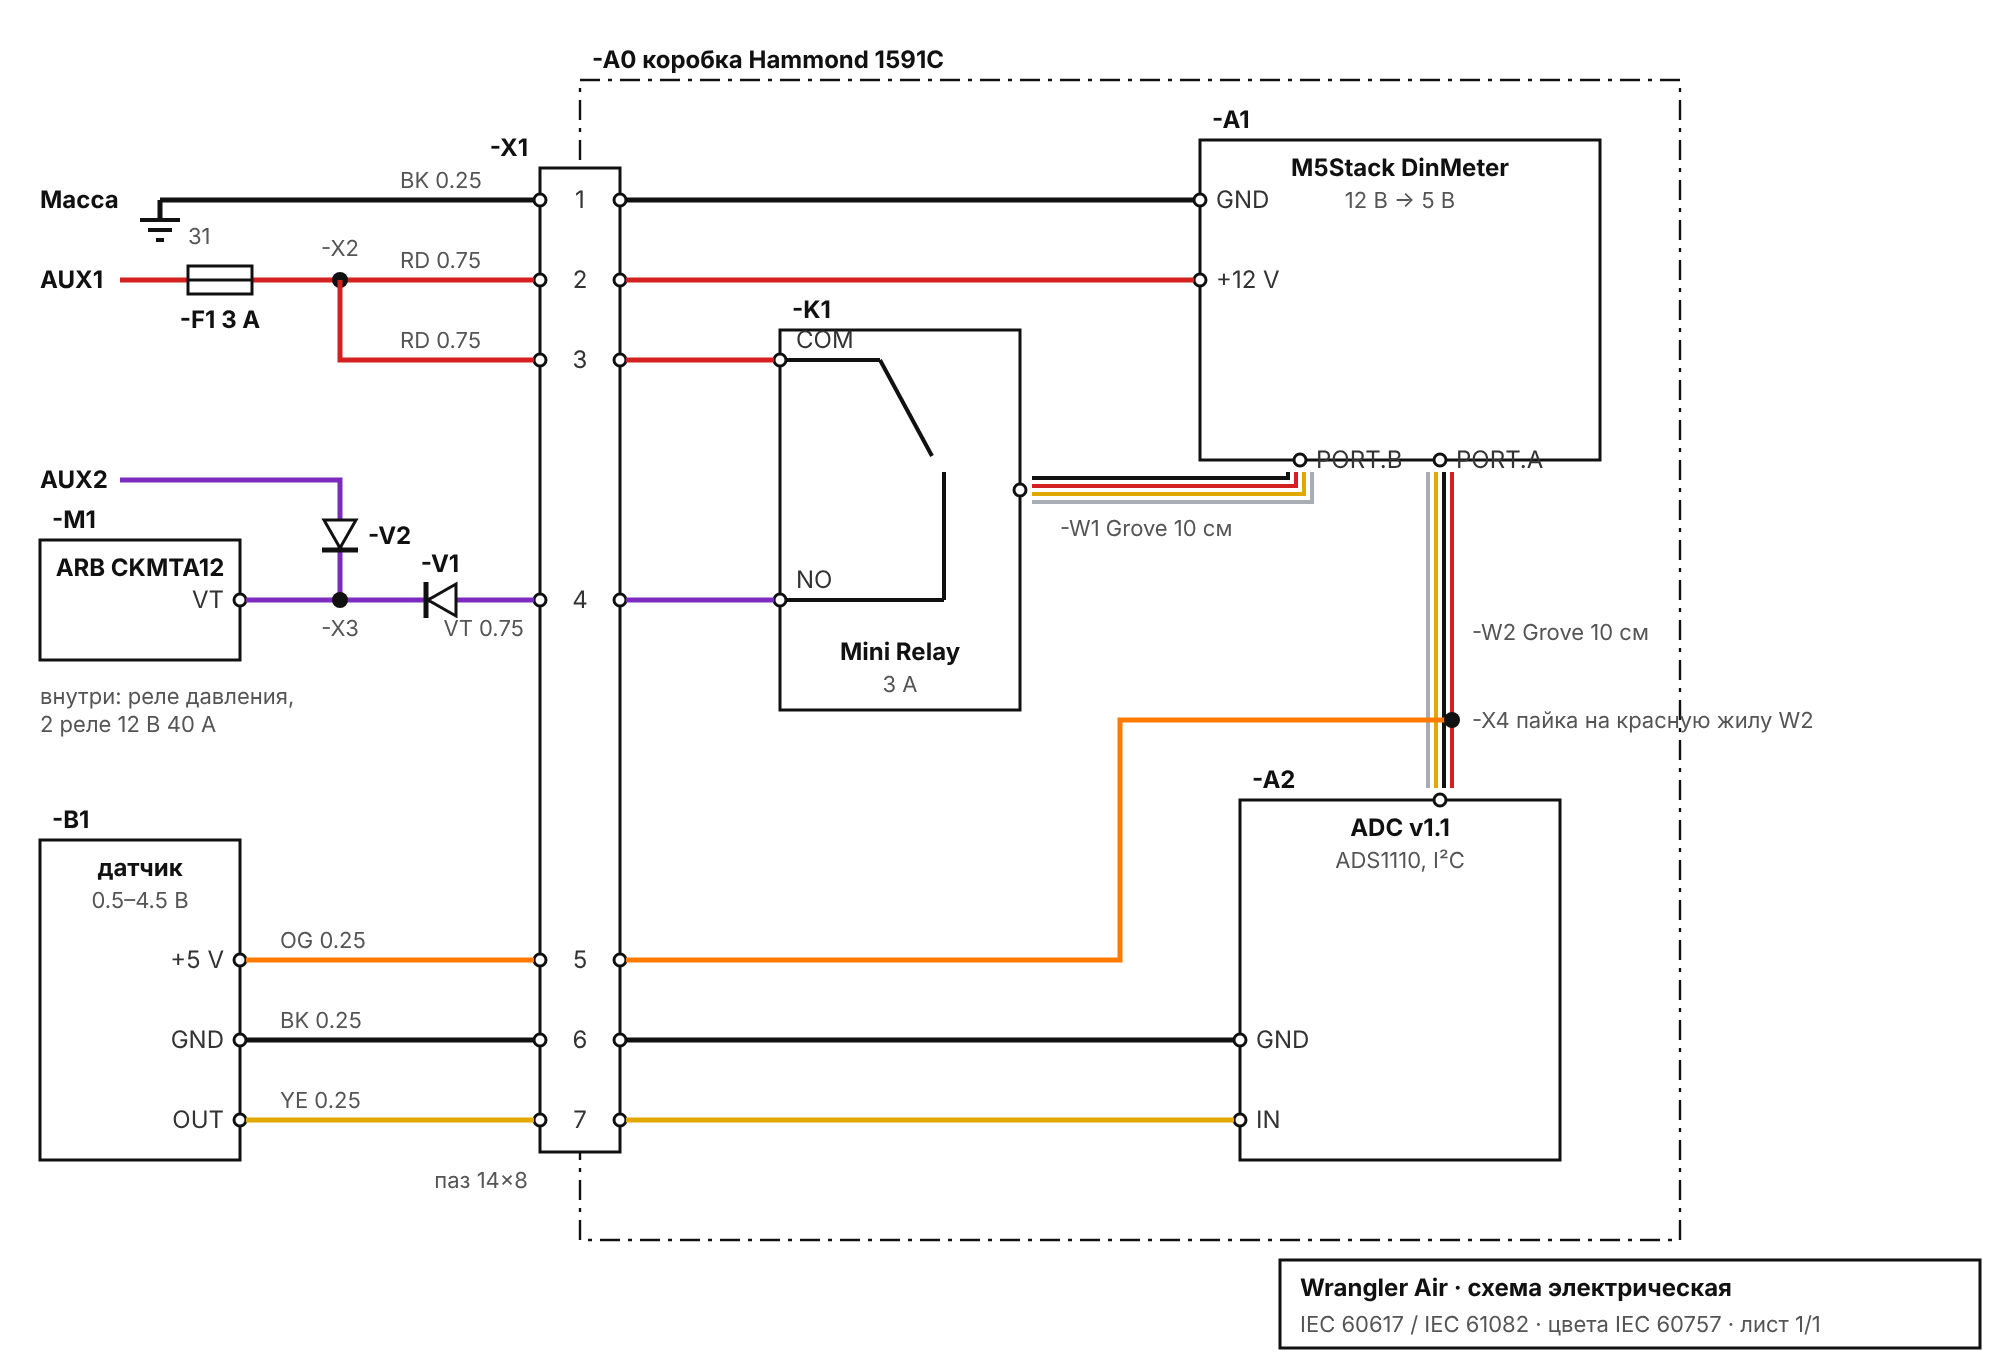 -A0 коробка Hammond 1591C
-A1
-X1
M5Stack DinMeter
12 В → 5 В
Масса
BK 0.25
1
GND
31
-X2
AUX1
RD 0.75
2
+12 V
-F1 3 A
-K1
RD 0.75
3
COM
AUX2
PORT.B
PORT.A
-M1
-V2
-W1 Grove 10 см
ARB CKMTA12
-V1
VT
4
NO
-X3
VT 0.75
-W2 Grove 10 см
Mini Relay
3 A
внутри: реле давления,
2 реле 12 В 40 А
-X4 пайка на красную жилу W2
-A2
-B1
ADC v1.1
ADS1110, I²C
датчик
0.5–4.5 В
OG 0.25
+5 V
5
BK 0.25
GND
6
GND
YE 0.25
OUT
7
IN
паз 14×8
Wrangler Air · схема электрическая
IEC 60617 / IEC 61082 · цвета IEC 60757 · лист 1/1